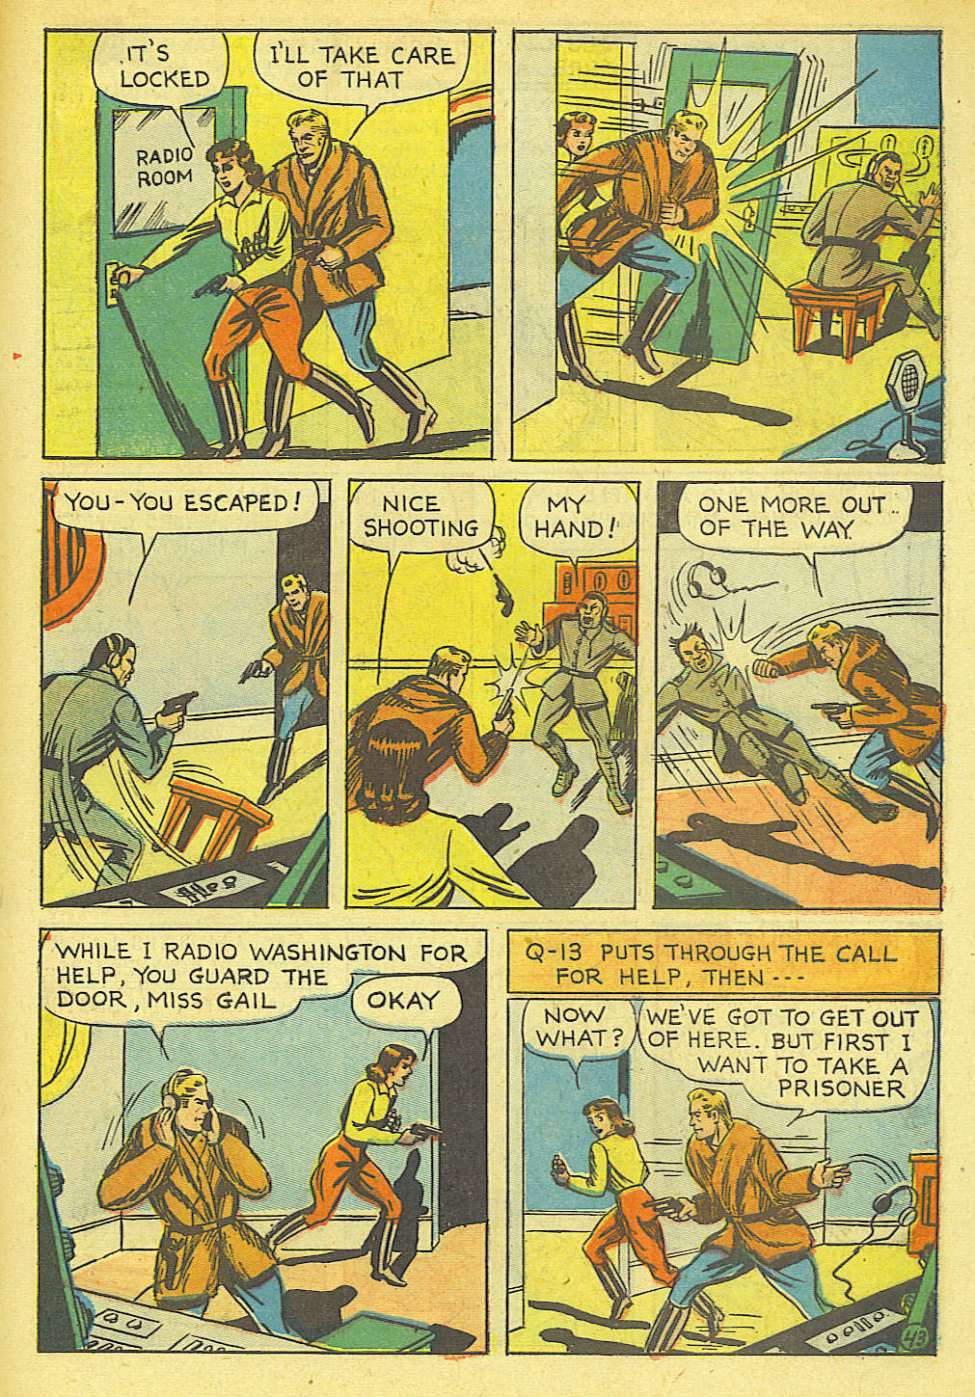 IT'S
LOCKED
I'LL TAKE CARE
OF THAT
RADIO
ROOM
YOU-YOU ESCAPED!
NICE
SHOOTING
MY
HAND!
ONE MORE OUT..
OF THE WAY.
WHILE I RADIO WASHINGTON FOR
HELP, YOU GUARD THE
DOOR, MISS GAIL
OKAY
Q-13 PUTS THROUGH THE CALL
FOR HELP, THEN ---
NOW
WHAT?
WE'VE GOT TO GET OUT
OF HERE. BUT FIRST I
WANT TO TAKE A
PRISONER
43